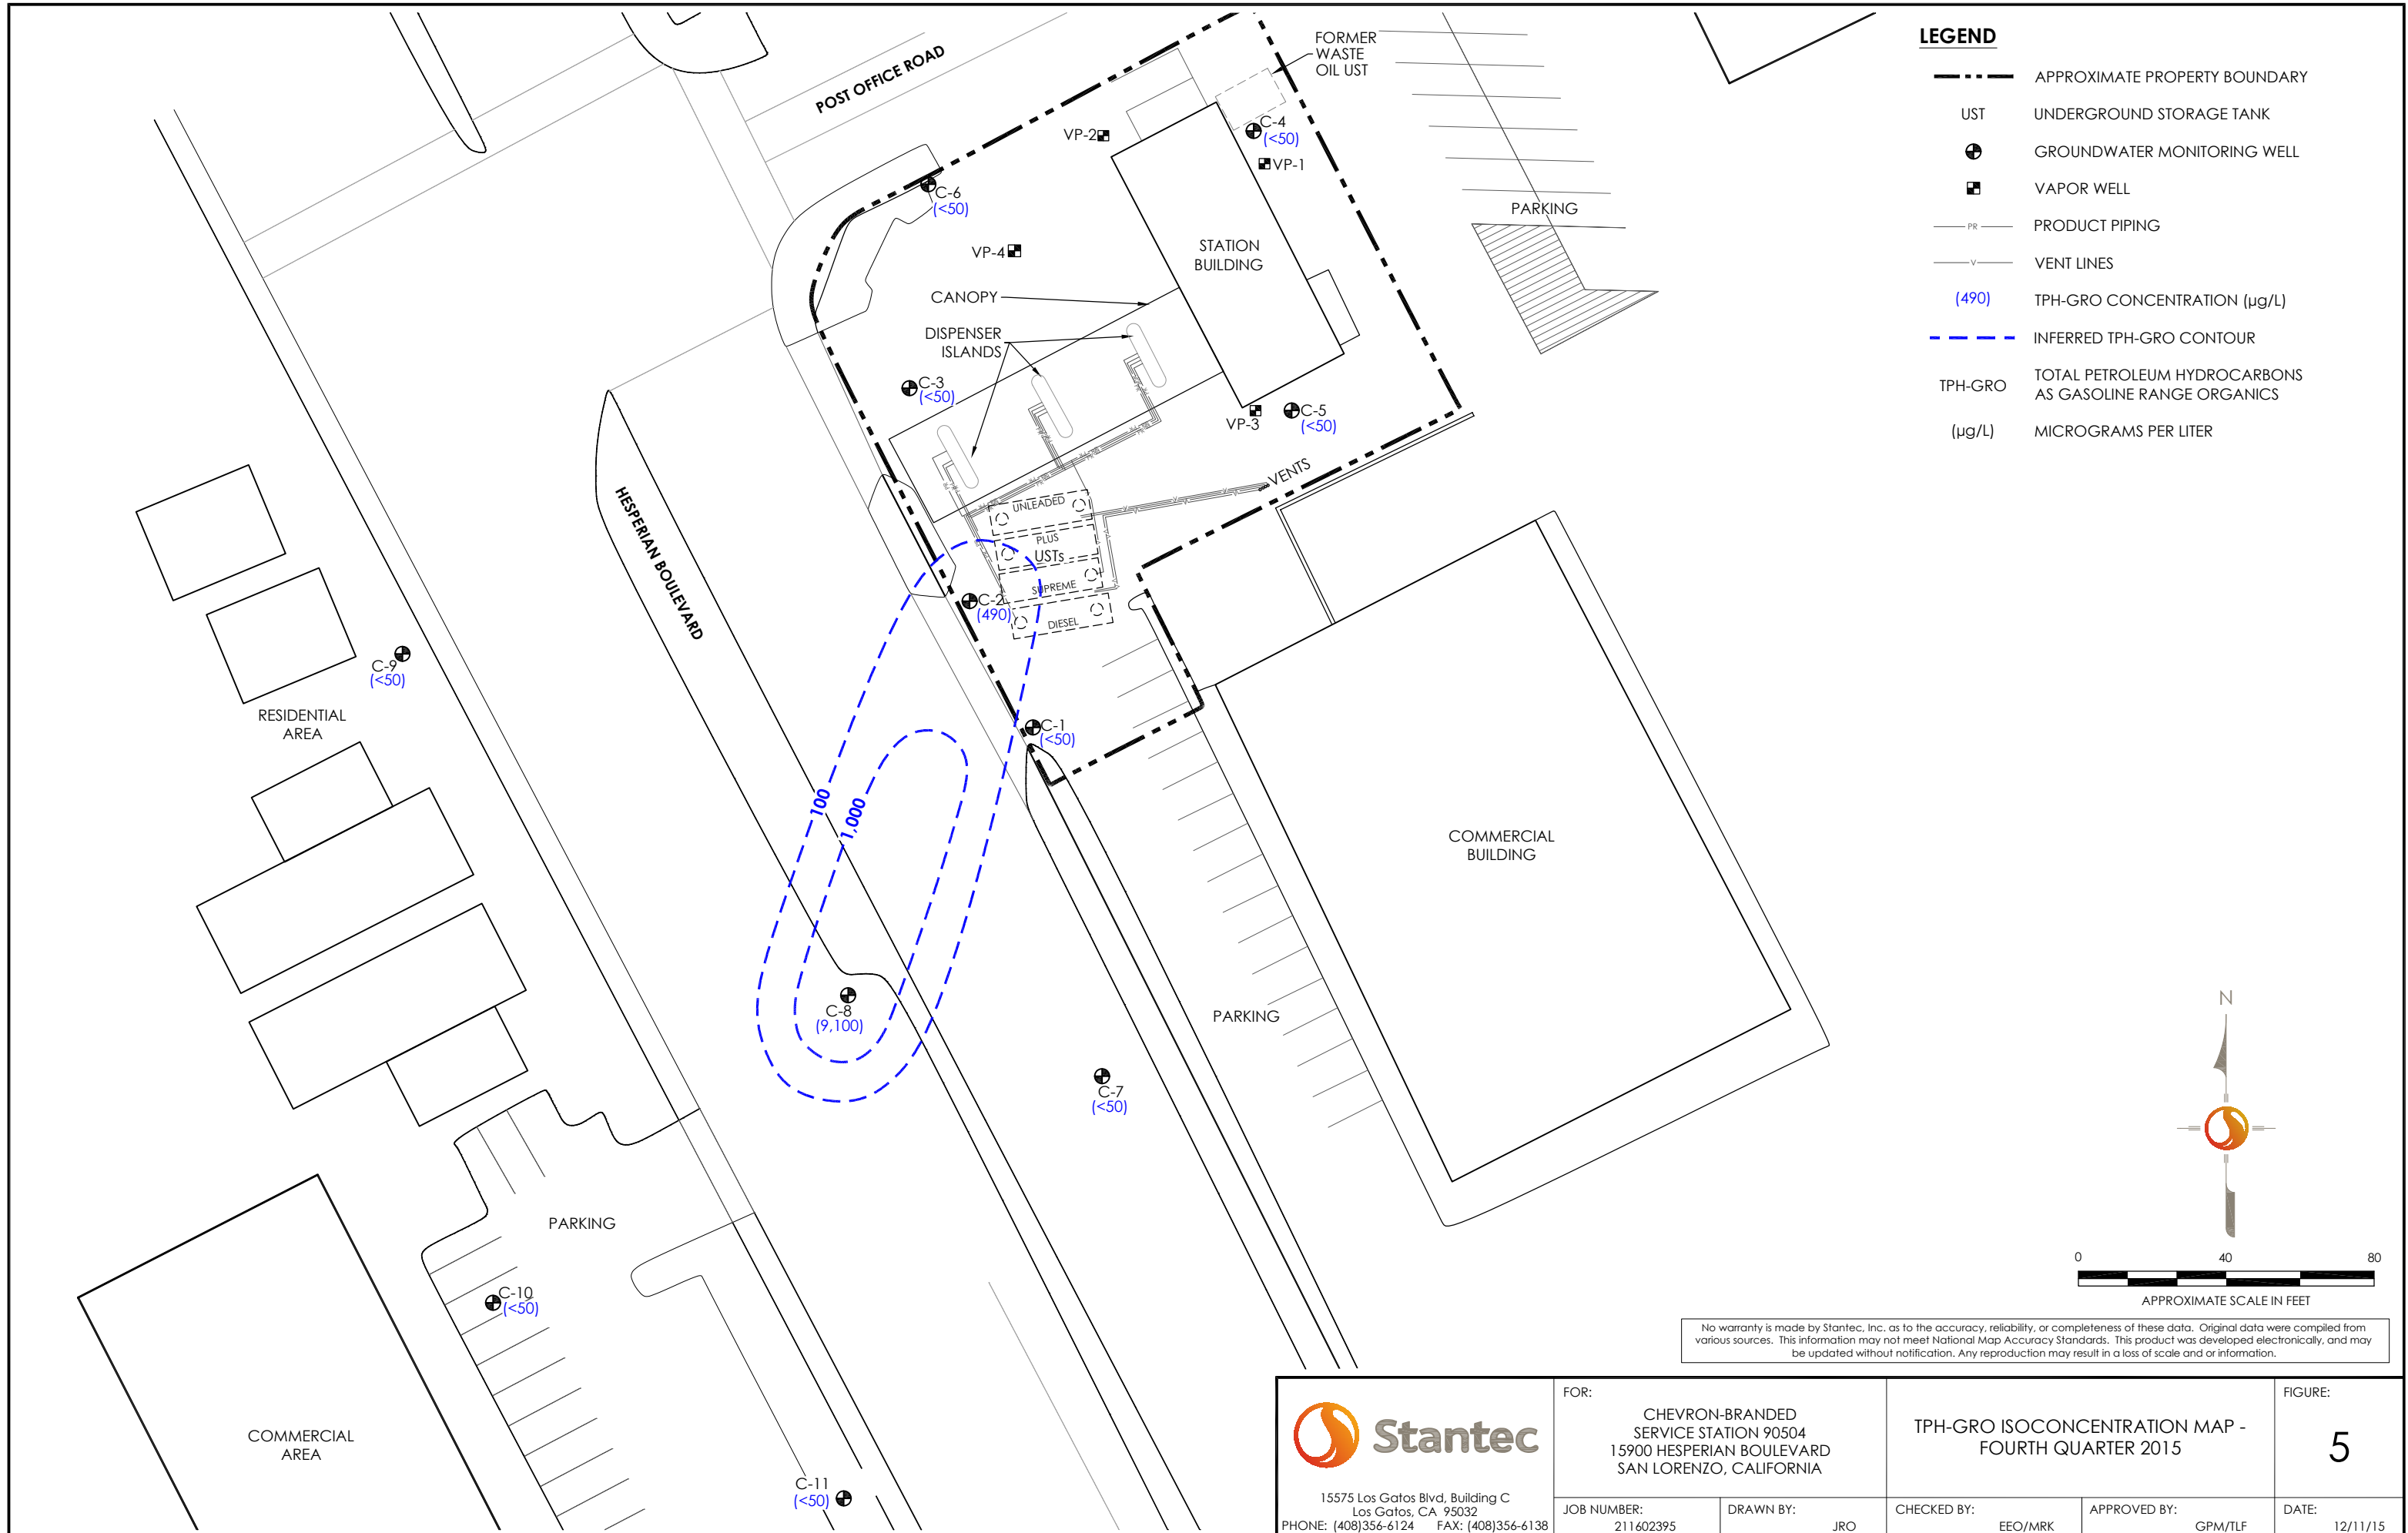 POST OFFICE ROAD
FORMER
WASTE
OIL UST
C-4
(<50)
VP-2
VP-1
C-6
(<50)
PARKING
VP-4
STATION
BUILDING
CANOPY
DISPENSER
ISLANDS
C-3
(<50)
VP-3
C-5
(<50)
VENTS
HESPERIAN BOULEVARD
UNLEADED
PLUS
USTs
SUPREME
DIESEL
C-2
(490)
C-9
(<50)
RESIDENTIAL
AREA
C-1
(<50)
100
1,000
COMMERCIAL
BUILDING
C-8
(9,100)
PARKING
C-7
(<50)
PARKING
C-10
(<50)
COMMERCIAL
AREA
C-11
(<50)
LEGEND
APPROXIMATE PROPERTY BOUNDARY
UST UNDERGROUND STORAGE TANK
GROUNDWATER MONITORING WELL
VAPOR WELL
PR PRODUCT PIPING
V VENT LINES
(490) TPH-GRO CONCENTRATION (µg/L)
INFERRED TPH-GRO CONTOUR
TPH-GRO TOTAL PETROLEUM HYDROCARBONS
AS GASOLINE RANGE ORGANICS
(µg/L) MICROGRAMS PER LITER
N
0 40 80
APPROXIMATE SCALE IN FEET
No warranty is made by Stantec, Inc. as to the accuracy, reliability, or completeness of these data. Original data were compiled from
various sources. This information may not meet National Map Accuracy Standards. This product was developed electronically, and may
be updated without notification. Any reproduction may result in a loss of scale and or information.
Stantec
15575 Los Gatos Blvd, Building C
Los Gatos, CA 95032
PHONE: (408)356-6124 FAX: (408)356-6138
FOR:
CHEVRON-BRANDED
SERVICE STATION 90504
15900 HESPERIAN BOULEVARD
SAN LORENZO, CALIFORNIA
TPH-GRO ISOCONCENTRATION MAP -
FOURTH QUARTER 2015
FIGURE:
5
JOB NUMBER:
211602395
DRAWN BY:
JRO
CHECKED BY:
EEO/MRK
APPROVED BY:
GPM/TLF
DATE:
12/11/15